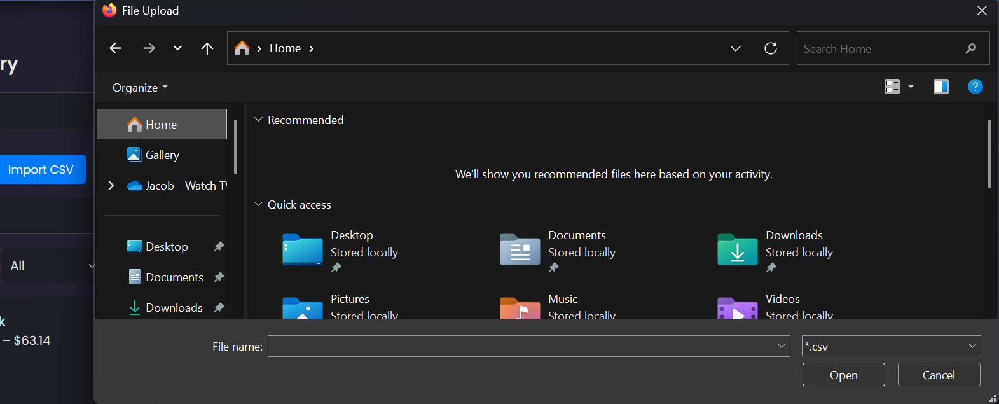 File Upload
ry
Home
Search Home
Organize
?
Import CSV
All
k
– $63.14
Home
Gallery
Jacob - Watch TV
Desktop
Documents
Downloads
Recommended
We'll show you recommended files here based on your activity.
Quick access
Desktop
Stored locally
Documents
Stored locally
Downloads
Stored locally
Pictures
Stored locally
Music
Stored locally
Videos
Stored locally
File name:
*.csv
Open
Cancel